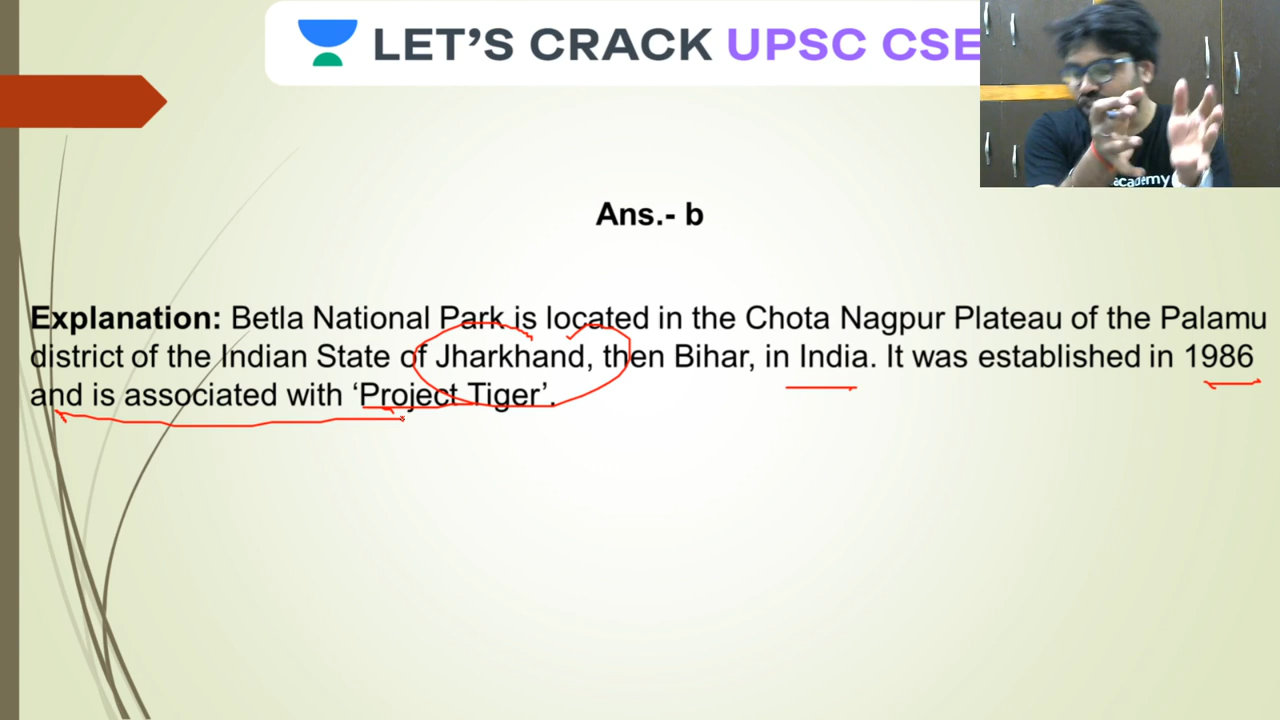 LET'S CRACK UPSC CSE
academy
Ans.- b
Explanation: Betla National Park is located in the Chota Nagpur Plateau of the Palamu
district of the Indian State of Jharkhand, then Bihar, in India. It was established in 1986
and is associated with ‘Project Tiger’.